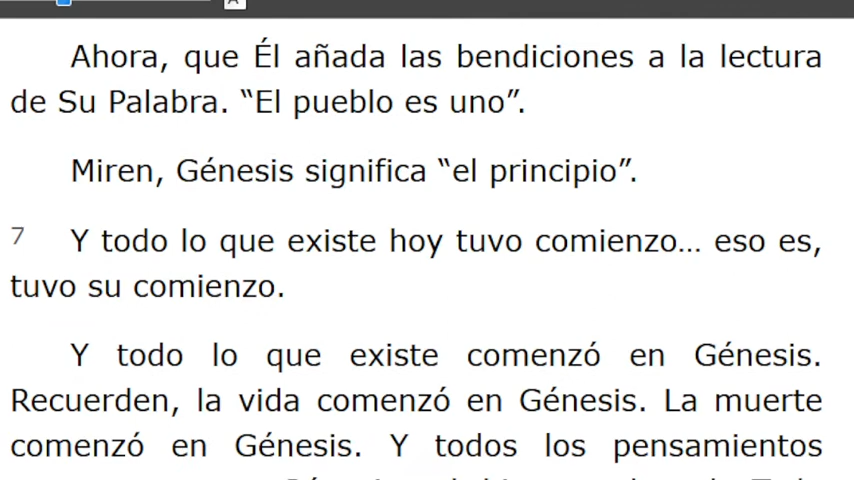 Ahora, que Él añada las bendiciones a la lectura
de Su Palabra. “El pueblo es uno”.
Miren, Génesis significa “el principio”.
7 Y todo lo que existe hoy tuvo comienzo… eso es,
tuvo su comienzo.
Y todo lo que existe comenzó en Génesis.
Recuerden, la vida comenzó en Génesis. La muerte
comenzó en Génesis. Y todos los pensamientos